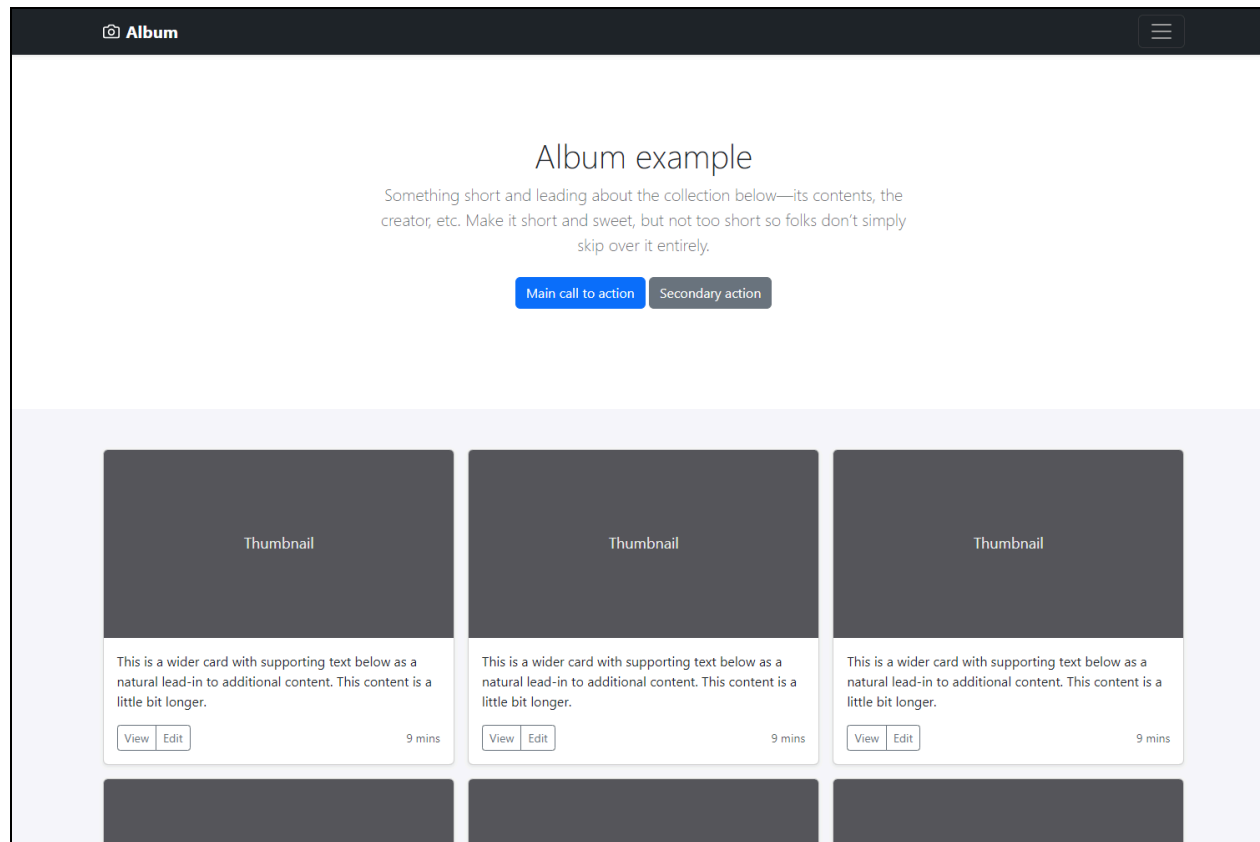 Album
Album example
Something short and leading about the collection below—its contents, the
creator, etc. Make it short and sweet, but not too short so folks don’t simply
skip over it entirely.
Main call to action Secondary action
Thumbnail Thumbnail Thumbnail
This is a wider card with supporting text below as a
natural lead-in to additional content. This content is a
little bit longer.
View Edit 9 mins
This is a wider card with supporting text below as a
natural lead-in to additional content. This content is a
little bit longer.
View Edit 9 mins
This is a wider card with supporting text below as a
natural lead-in to additional content. This content is a
little bit longer.
View Edit 9 mins